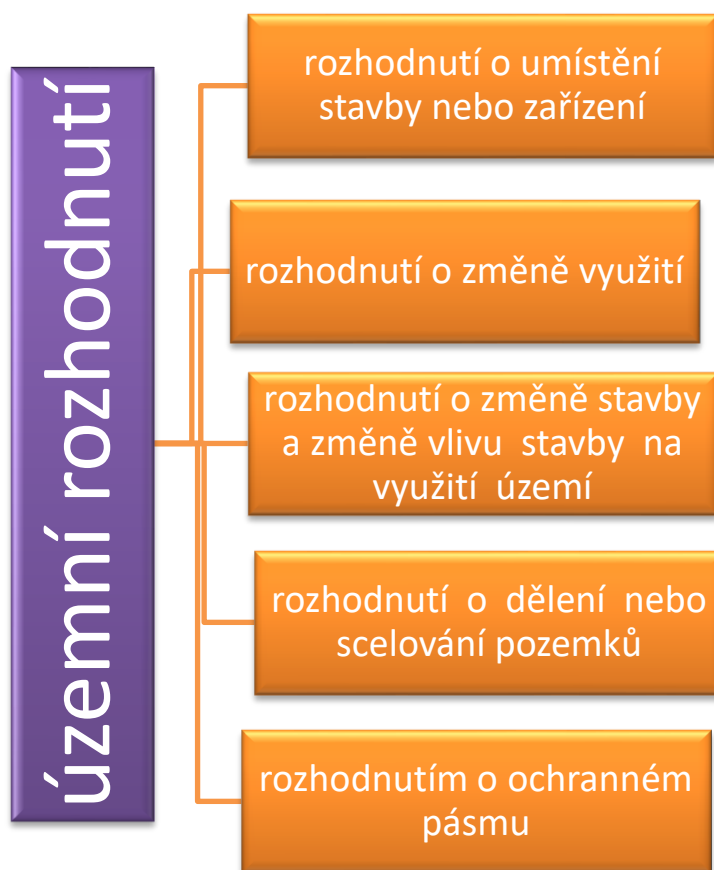 územní rozhodnutí
rozhodnutí o umístění
stavby nebo zařízení
rozhodnutí o změně využití
rozhodnutí o změně stavby
a změně vlivu stavby na
využití území
rozhodnutí o dělení nebo
scelování pozemků
rozhodnutím o ochranném
pásmu